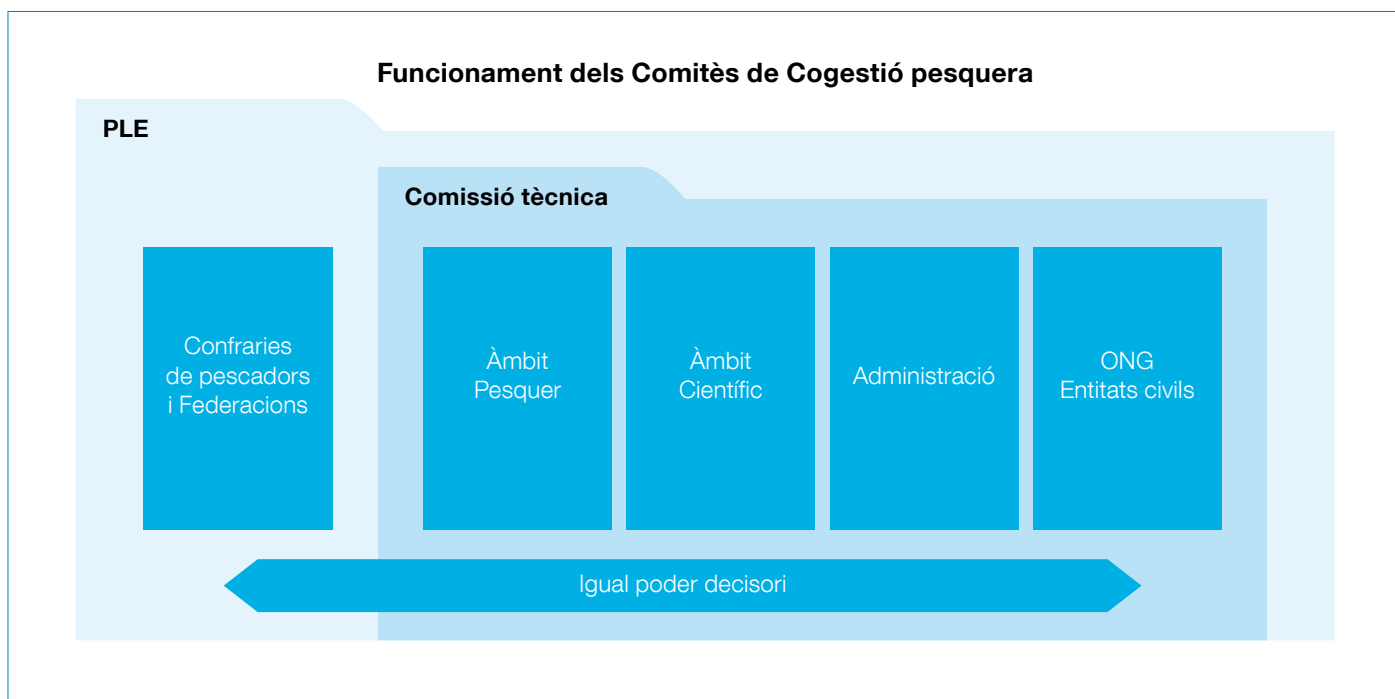 Funcionament dels Comitès de Cogestió pesquera
PLE
Comissió tècnica
Confraries
de pescadors
i Federacions
Àmbit
Pesquer
Àmbit
Científic
Administració
ONG
Entitats civils
Igual poder decisori